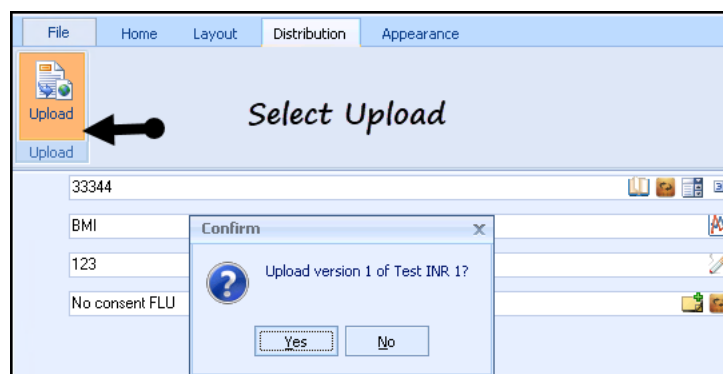 File Home Layout Distribution Appearance
Upload
Select Upload
Upload
33344
BMI
Confirm x
123
Upload version 1 of Test INR 1?
No consent FLU
Yes No